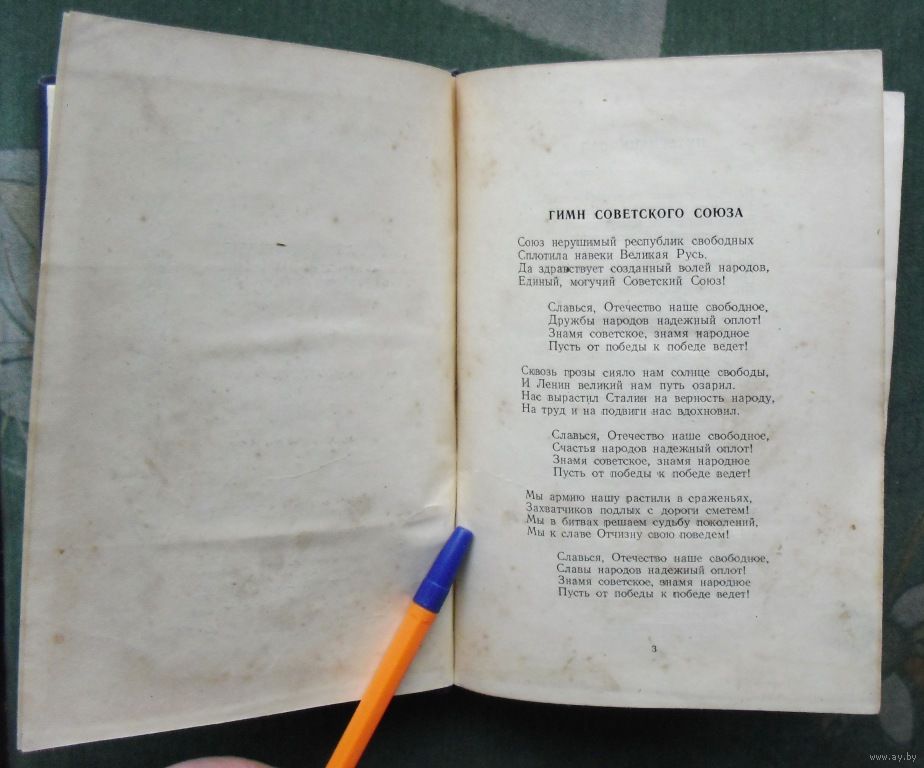 ГИМН СОВЕТСКОГО СОЮЗА
Союз нерушимый республик свободных
Сплотила навеки Великая Русь.
Да здравствует созданный волей народов,
Единый, могучий Советский Союз!
Славься, Отечество наше свободное,
Дружбы народов надежный оплот!
Знамя советское, знамя народное
Пусть от победы к победе ведет!
Сквозь грозы сияло нам солнце свободы,
И Ленин великий нам путь озарил.
Нас вырастил Сталин на верность народу,
На труд и на подвиги нас вдохновил.
Славься, Отечество наше свободное,
Счастья народов надежный оплот!
Знамя советское, знамя народное
Пусть от победы к победе ведет!
Мы армию нашу растили в сраженьях,
Захватчиков подлых с дороги сметем!
Мы в битвах решаем судьбу поколений,
Мы к славе Отчизну свою поведем!
Славься, Отечество наше свободное,
Славы народов надежный оплот!
Знамя советское, знамя народное
Пусть от победы к победе ведет!
3
www.ay.by